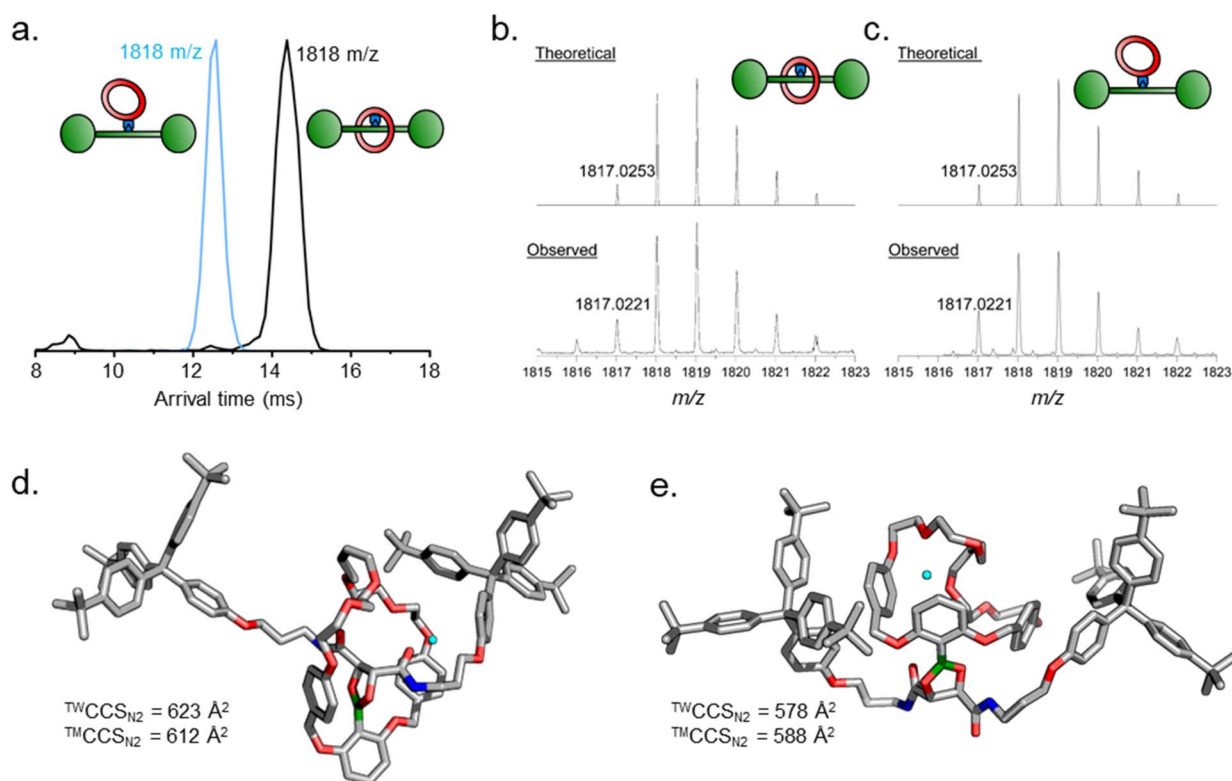 a.
1818 m/z
1818 m/z
8
10
12
14
16
18
Arrival time (ms)
b.
Theoretical
1817.0253
Observed
1817.0221
1815 1816 1817 1818 1819 1820 1821 1822 1823
m/z
c.
Theoretical
1817.0253
Observed
1817.0221
1815 1816 1817 1818 1819 1820 1821 1822 1823
m/z
d.
TWCCSN2 = 623 Å2
TMCCSN2 = 612 Å2
e.
TWCCSN2 = 578 Å2
TMCCSN2 = 588 Å2